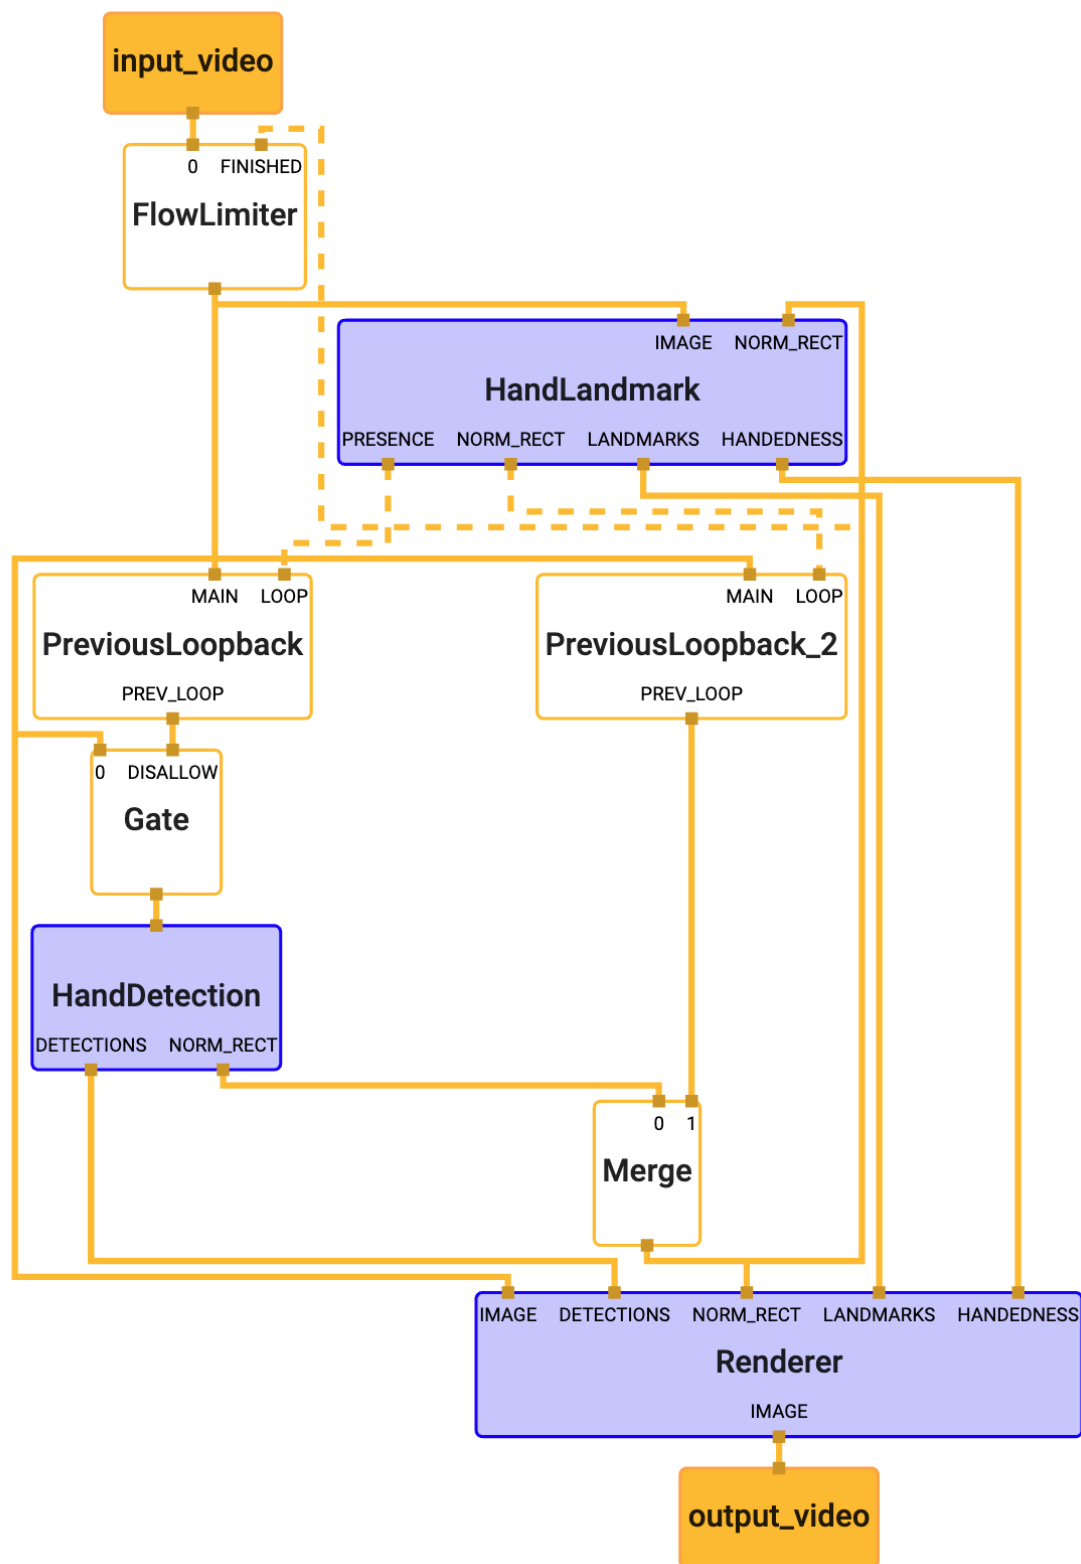 input_video
0 FINISHED
FlowLimiter
IMAGE NORM_RECT
HandLandmark
PRESENCE NORM_RECT LANDMARKS HANDEDNESS
MAIN LOOP
PreviousLoopback
PREV_LOOP
MAIN LOOP
PreviousLoopback_2
PREV_LOOP
0 DISALLOW
Gate
HandDetection
DETECTIONS NORM_RECT
0 1
Merge
IMAGE DETECTIONS NORM_RECT LANDMARKS HANDEDNESS
Renderer
IMAGE
output_video